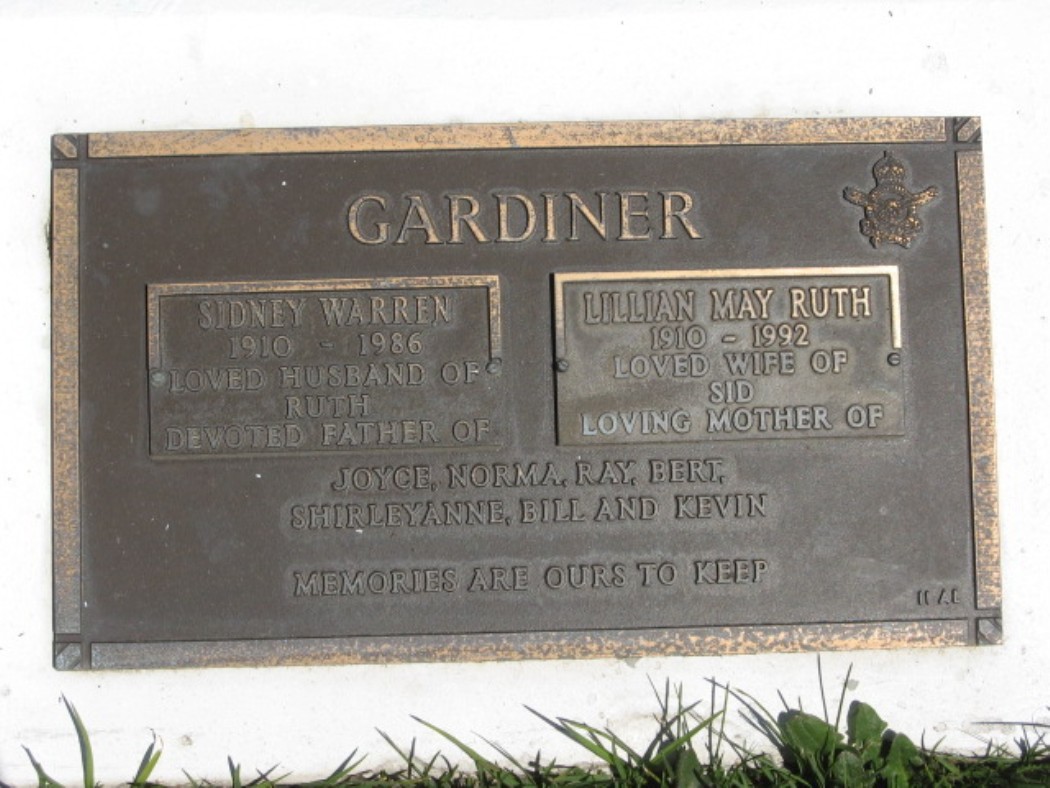 GARDINER
SIDNEY WARREN
1910 - 1986
LOVED HUSBAND OF
RUTH
DEVOTED FATHER OF
LILLIAN MAY RUTH
1910 - 1992
LOVED WIFE OF
SID
LOVING MOTHER OF
JOYCE, NORMA, RAY, BERT,
SHIRLEYANNE, BILL AND KEVIN
MEMORIES ARE OURS TO KEEP